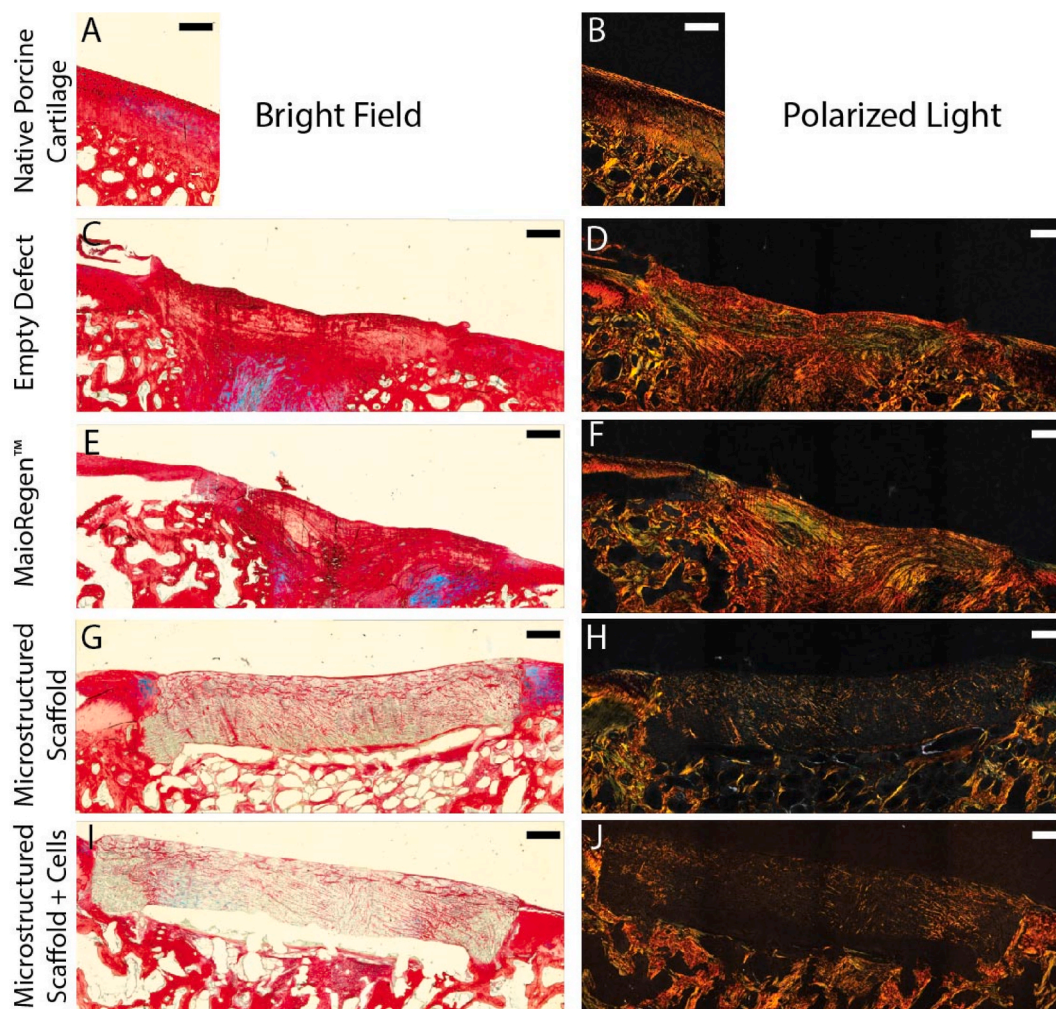 A
B
Native Porcine
Cartilage
Bright Field
Polarized Light
C
D
Empty Defect
E
F
MaioRegen™
G
H
Microstructured
Scaffold
I
J
Microstructured
Scaffold + Cells